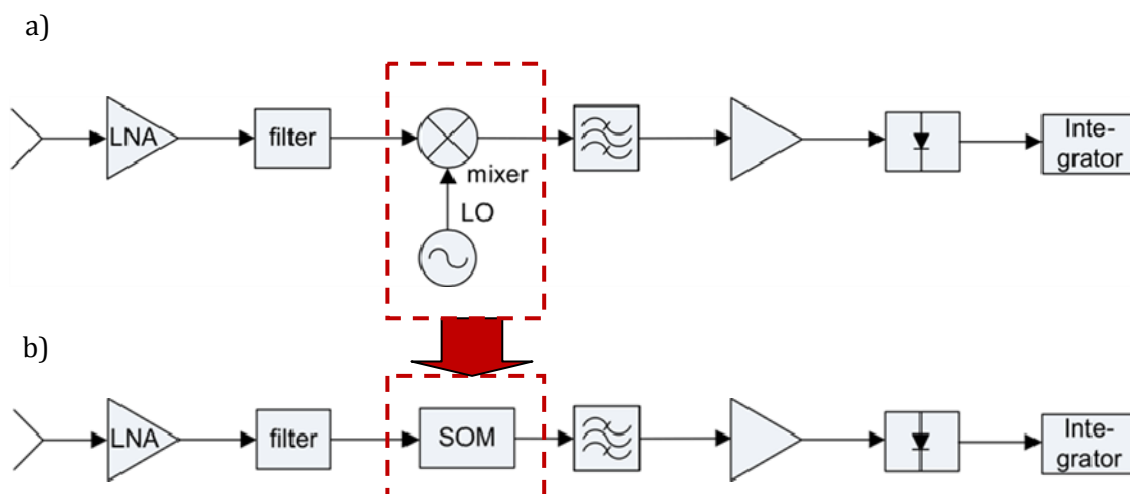 a)
LNA
filter
mixer
LO
Inte-
grator
b)
LNA
filter
SOM
Inte-
grator